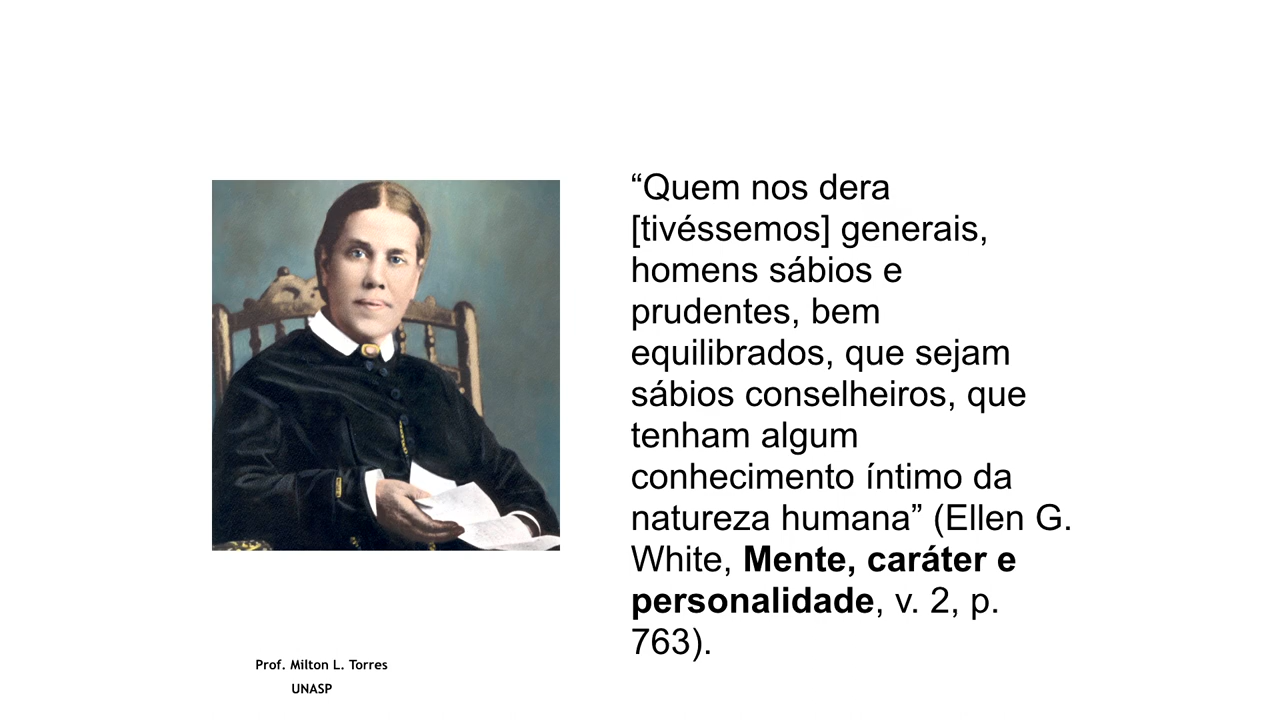 “Quem nos dera
[tivéssemos] generais,
homens sábios e
prudentes, bem
equilibrados, que sejam
sábios conselheiros, que
tenham algum
conhecimento íntimo da
natureza humana” (Ellen G.
White, Mente, caráter e
personalidade, v. 2, p.
763).
Prof. Milton L. Torres
UNASP